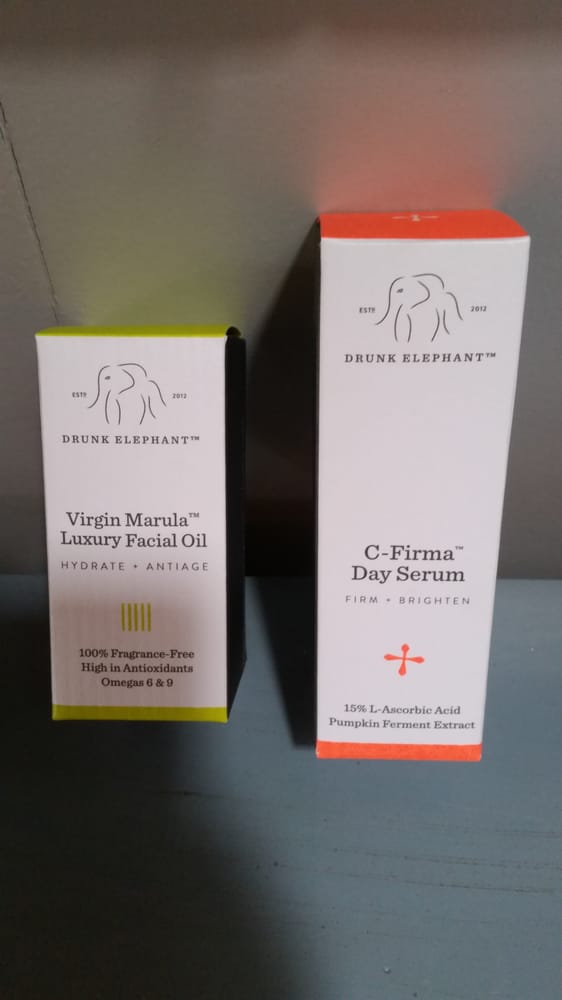 ESTD 2012
DRUNK ELEPHANT™
Virgin Marula™
Luxury Facial Oil
HYDRATE + ANTIAGE
100% Fragrance-Free
High in Antioxidants
Omegas 6 & 9
ESTD 2012
DRUNK ELEPHANT™
C-Firma™
Day Serum
FIRM + BRIGHTEN
15% L-Ascorbic Acid
Pumpkin Ferment Extract